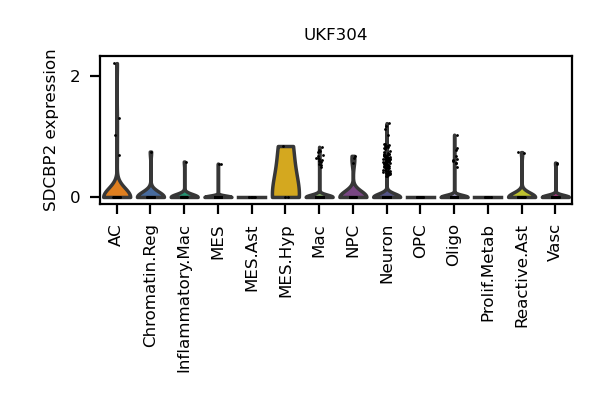 UKF304
SDCBP2 expression
2
0
AC
Chromatin.Reg
Inflammatory.Mac
MES
MES.Ast
MES.Hyp
Mac
NPC
Neuron
OPC
Oligo
Prolif.Metab
Reactive.Ast
Vasc